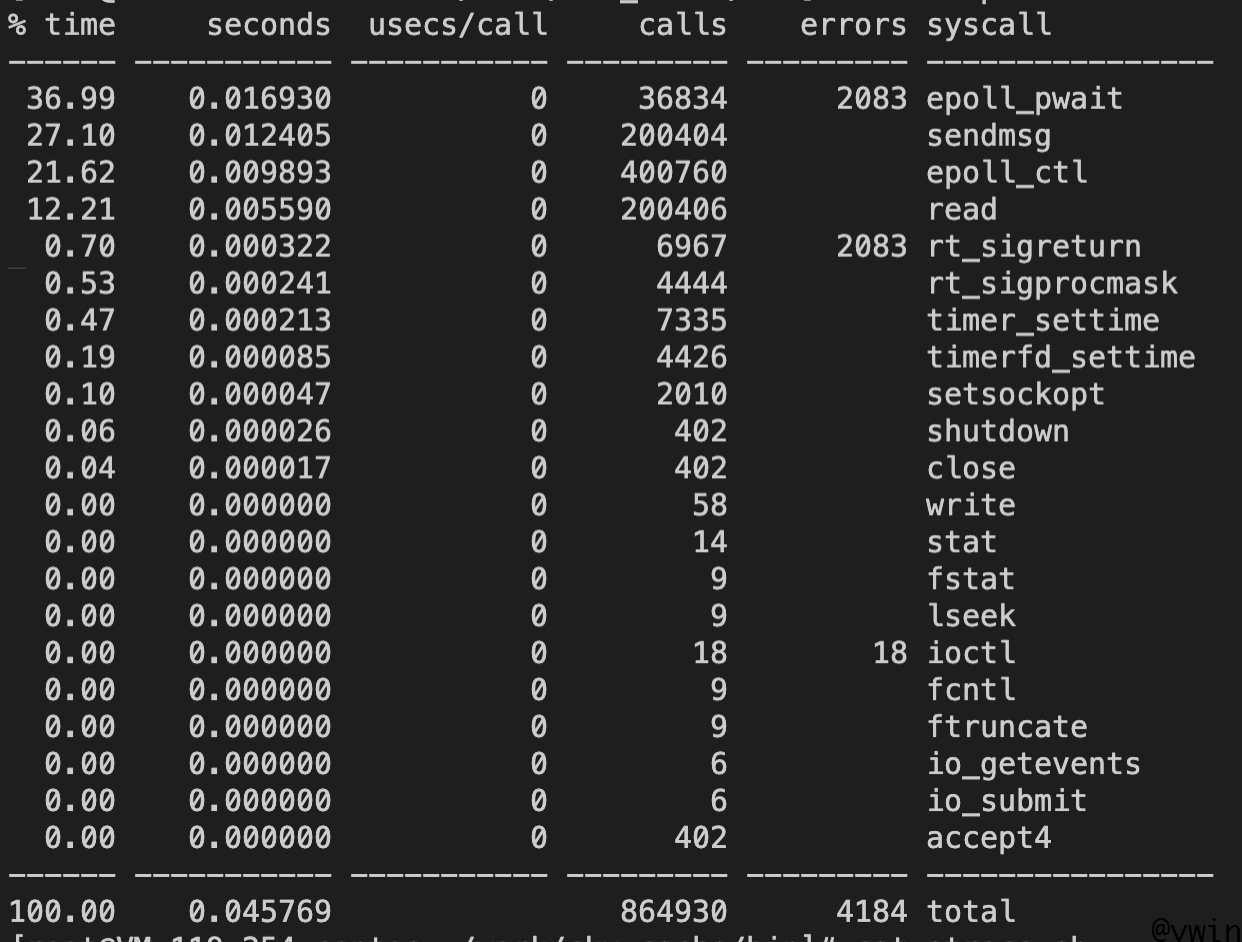 % time seconds usecs/call calls errors syscall
------ ----------- ----------- --------- --------- ----------------
36.99 0.016930 0 36834 2083 epoll_pwait
27.10 0.012405 0 200404 sendmsg
21.62 0.009893 0 400760 epoll_ctl
12.21 0.005590 0 200406 read
0.70 0.000322 0 6967 2083 rt_sigreturn
0.53 0.000241 0 4444 rt_sigprocmask
0.47 0.000213 0 7335 timer_settime
0.19 0.000085 0 4426 timerfd_settime
0.10 0.000047 0 2010 setsockopt
0.06 0.000026 0 402 shutdown
0.04 0.000017 0 402 close
0.00 0.000000 0 58 write
0.00 0.000000 0 14 stat
0.00 0.000000 0 9 fstat
0.00 0.000000 0 9 lseek
0.00 0.000000 0 18 18 ioctl
0.00 0.000000 0 9 fcntl
0.00 0.000000 0 9 ftruncate
0.00 0.000000 0 6 io_getevents
0.00 0.000000 0 6 io_submit
0.00 0.000000 0 402 accept4
------ ----------- ----------- --------- --------- ----------------
100.00 0.045769 864930 4184 total
@ywin